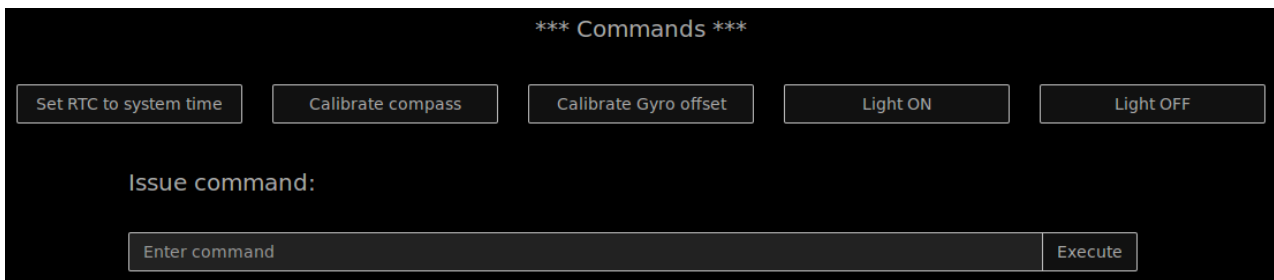 *** Commands ***
Set RTC to system time Calibrate compass Calibrate Gyro offset Light ON Light OFF
Issue command:
Enter command Execute